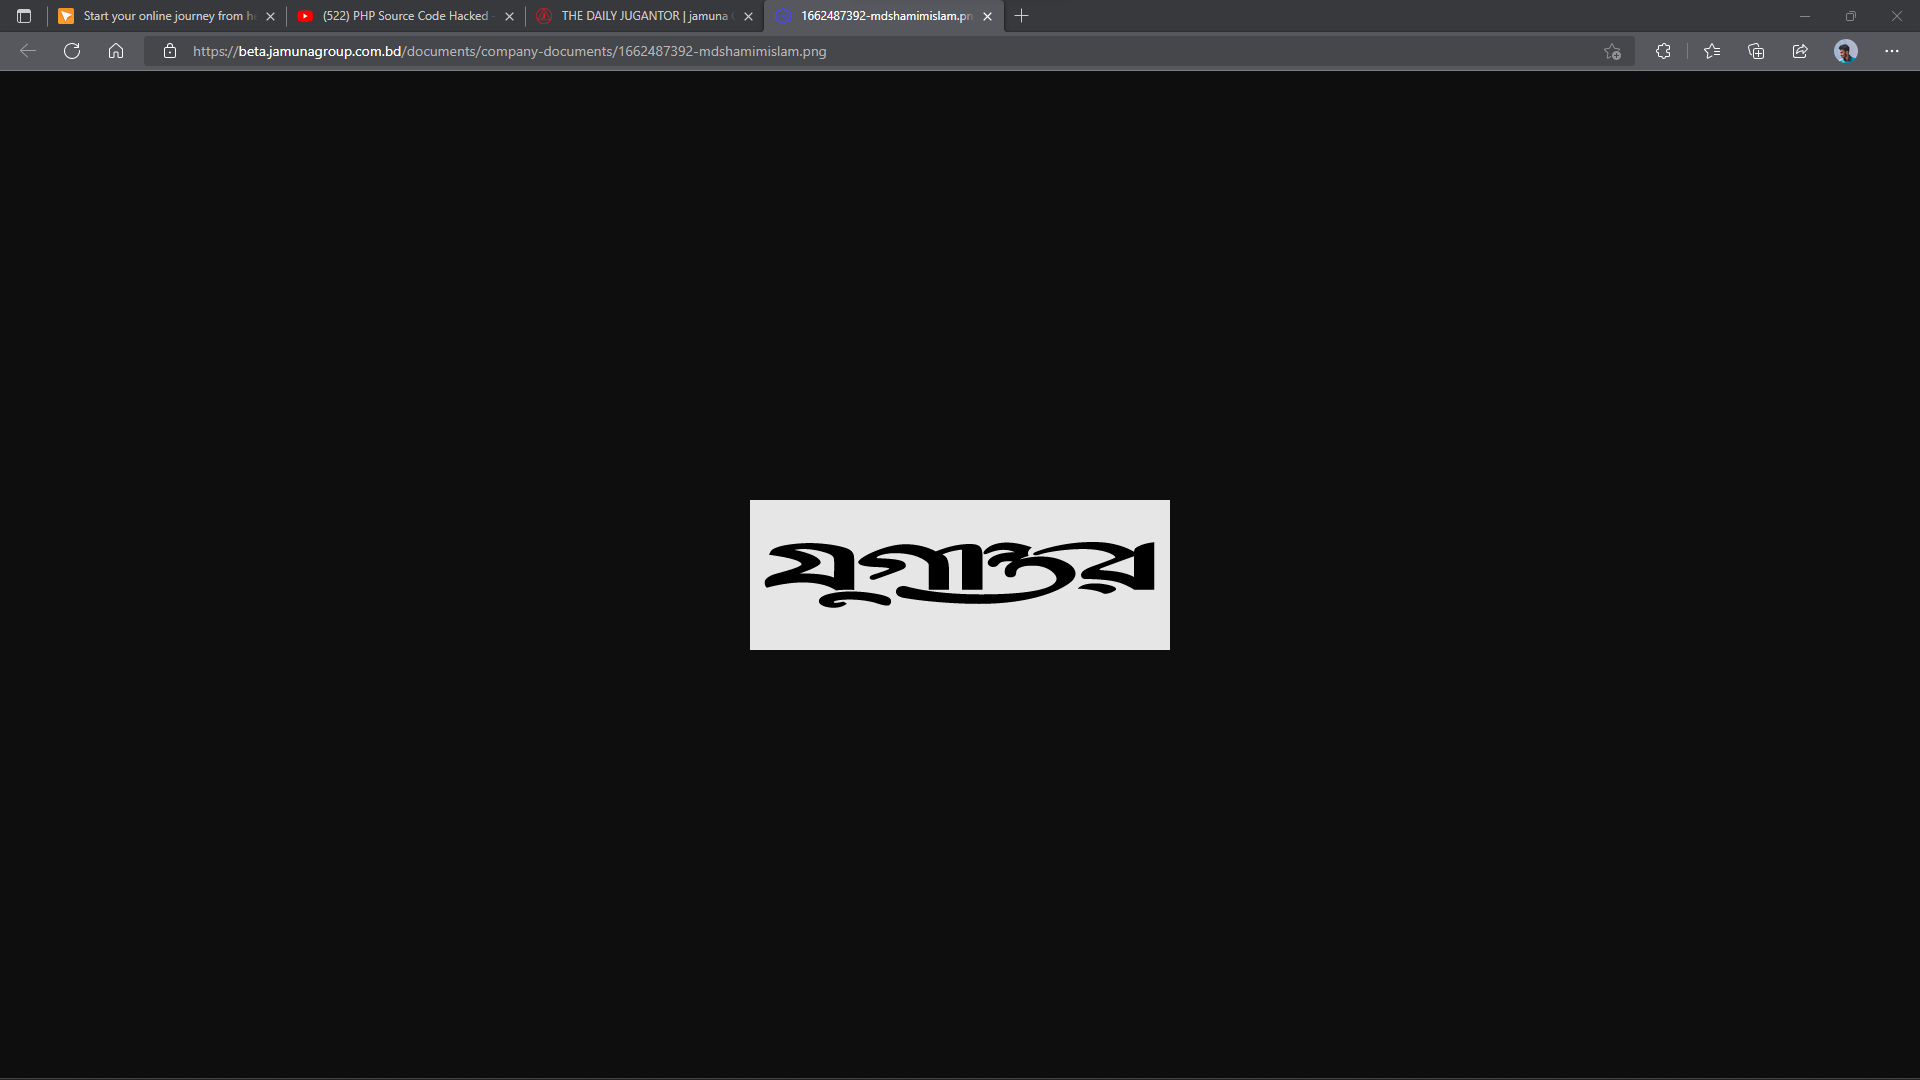 Start your online journey from h
(522) PHP Source Code Hacked -
THE DAILY JUGANTOR | jamuna
1662487392-mdshamimislam.pn
https://beta.jamunagroup.com.bd/documents/company-documents/1662487392-mdshamimislam.png
যুগান্তর